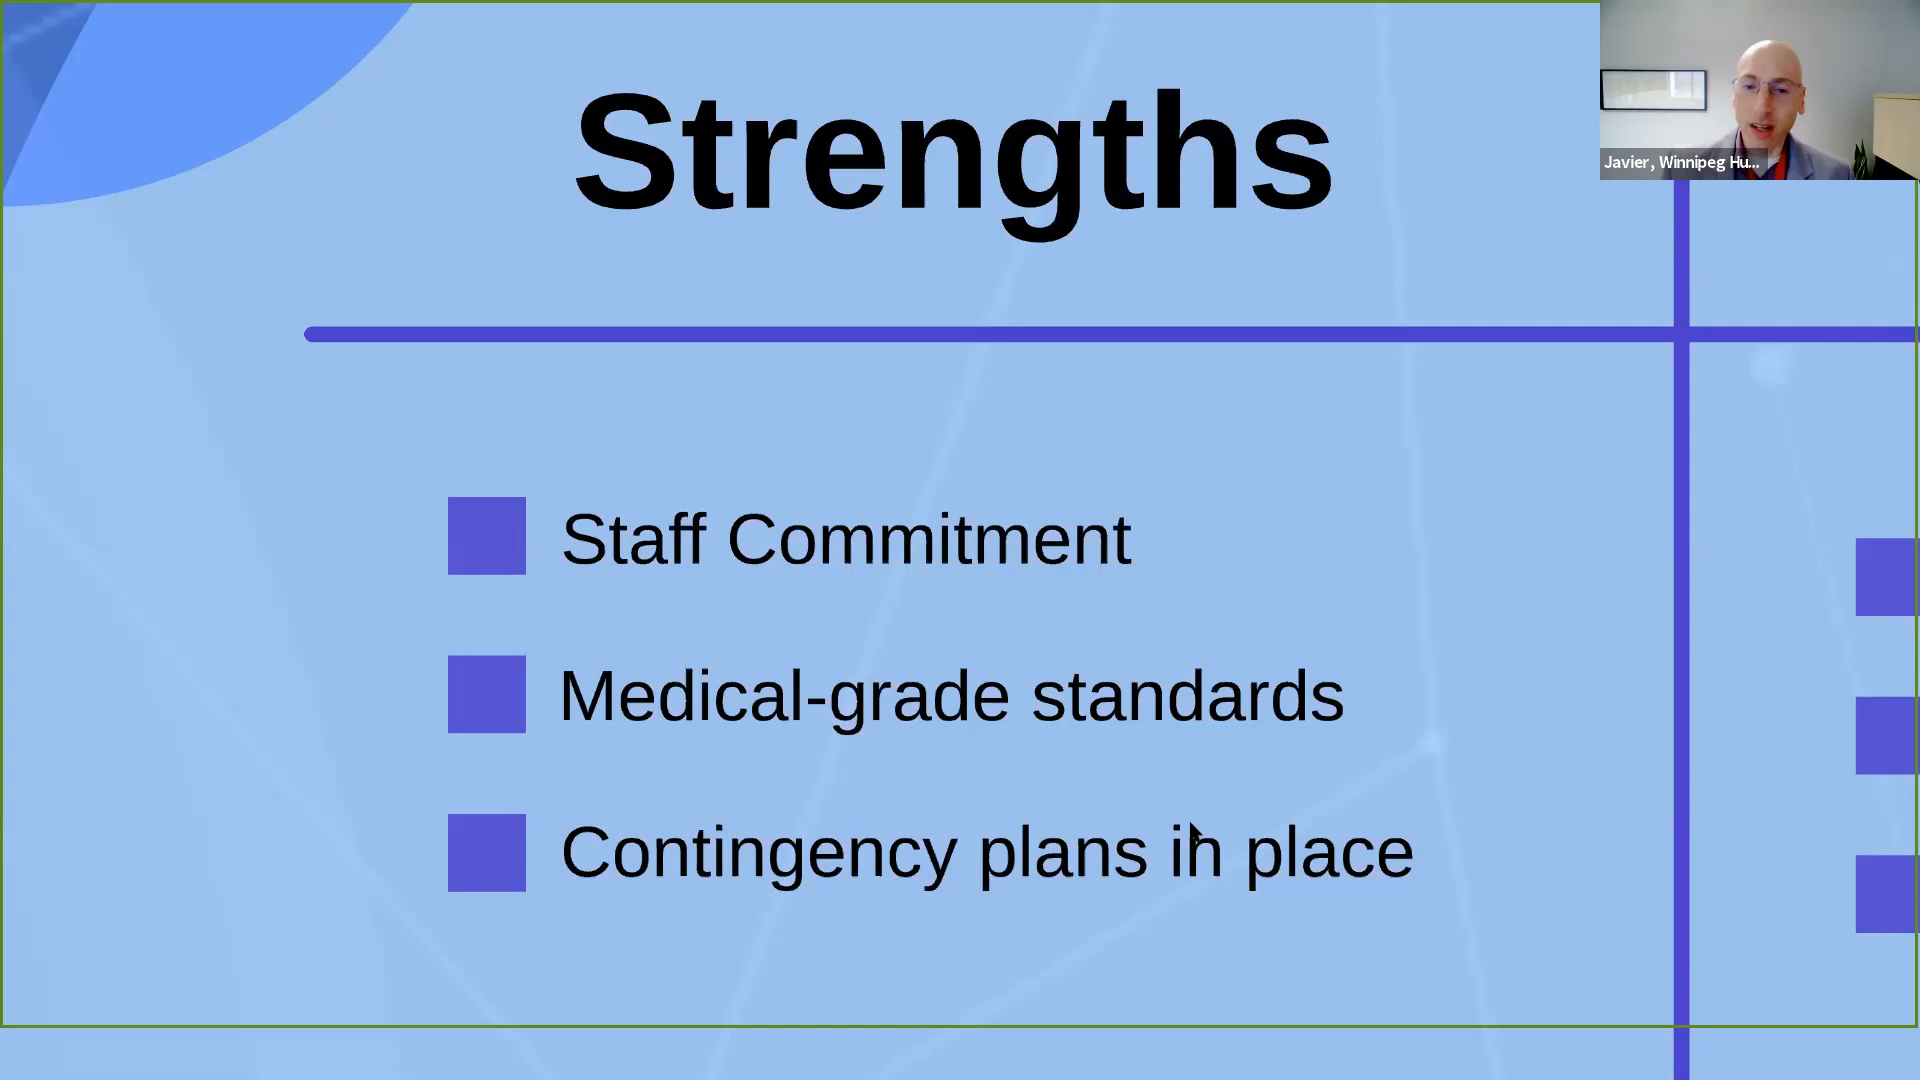 Strengths
Javier, Winnipeg Hu...
Staff Commitment
Medical-grade standards
Contingency plans in place